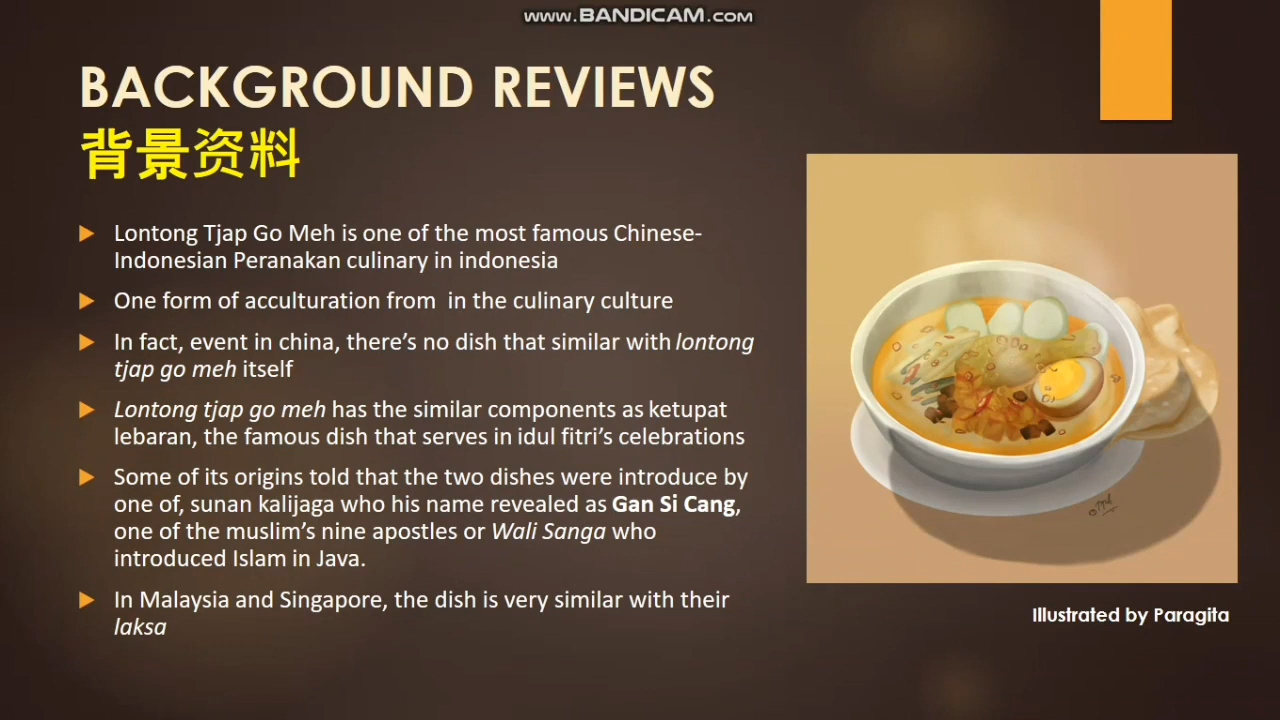 www.BANDICAM.com
BACKGROUND REVIEWS
背景资料
Lontong Tjap Go Meh is one of the most famous Chinese-
Indonesian Peranakan culinary in indonesia
One form of acculturation from  in the culinary culture
In fact, event in china, there’s no dish that similar with lontong
tjap go meh itself
Lontong tjap go meh has the similar components as ketupat
lebaran, the famous dish that serves in idul fitri’s celebrations
Some of its origins told that the two dishes were introduce by
one of, sunan kalijaga who his name revealed as Gan Si Cang,
one of the muslim’s nine apostles or Wali Sanga who
introduced Islam in Java.
In Malaysia and Singapore, the dish is very similar with their
laksa
Illustrated by Paragita